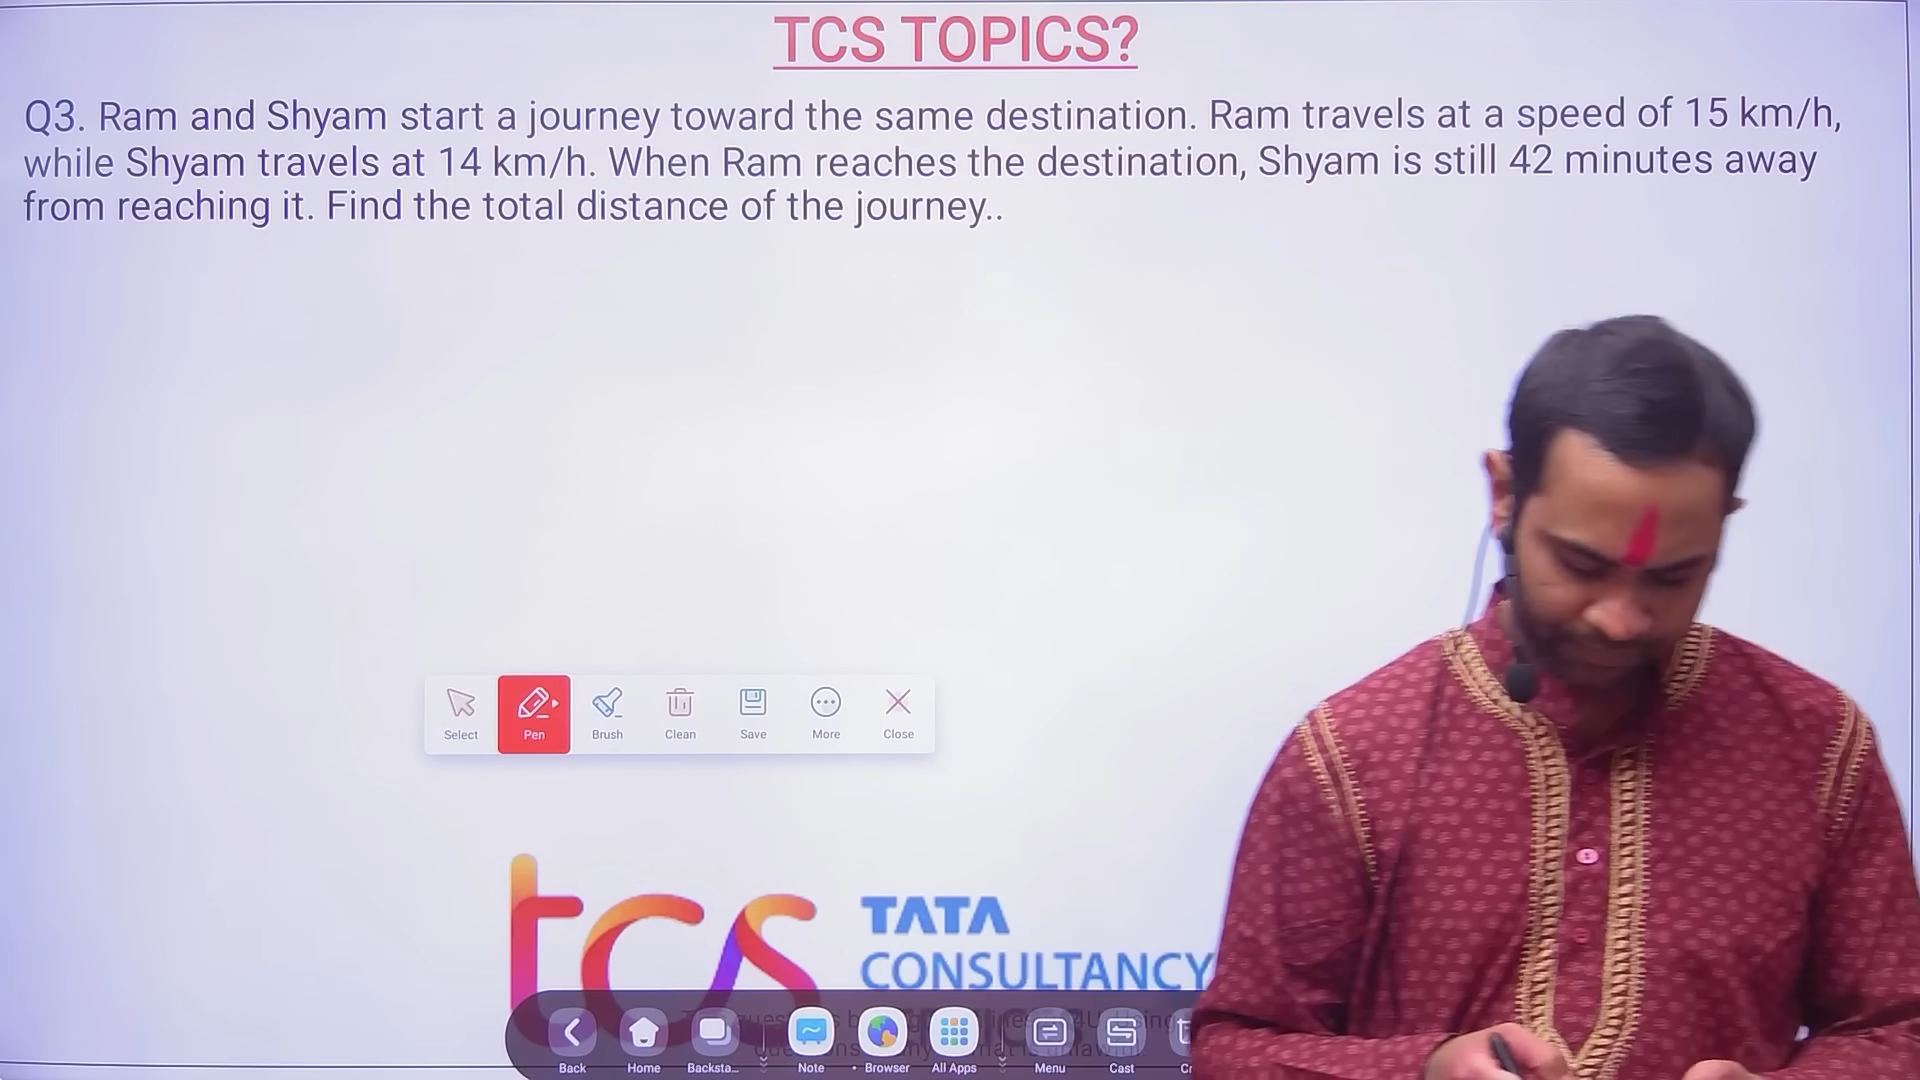 TCS TOPICS?
Q3. Ram and Shyam start a journey toward the same destination. Ram travels at a speed of 15 km/h,
while Shyam travels at 14 km/h. When Ram reaches the destination, Shyam is still 42 minutes away
from reaching it. Find the total distance of the journey..
Select Pen Brush Clean Save More Close
tcs
TATA
CONSULTANCY
Back Home Backsta... Note Browser All Apps Menu Cast